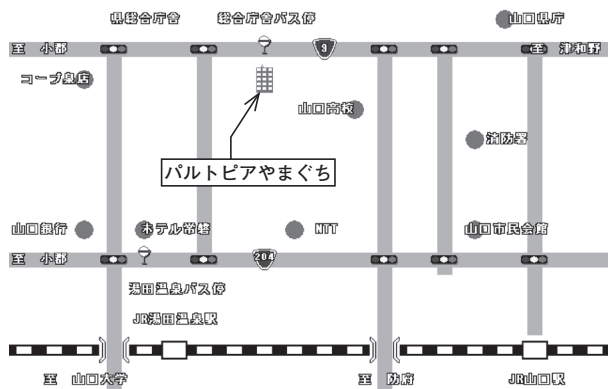 県総合庁舎 総合庁舎バス停 山口県庁
至 小郡 9 至 津和野
コープ泉店
山口高校
消防署
パルトピアやまぐち
山口銀行 ホテル常磐 NTT 山口市民会館
至 小郡 204
湯田温泉バス停
JR湯田温泉駅
至 山口大学 至 防府 JR山口駅